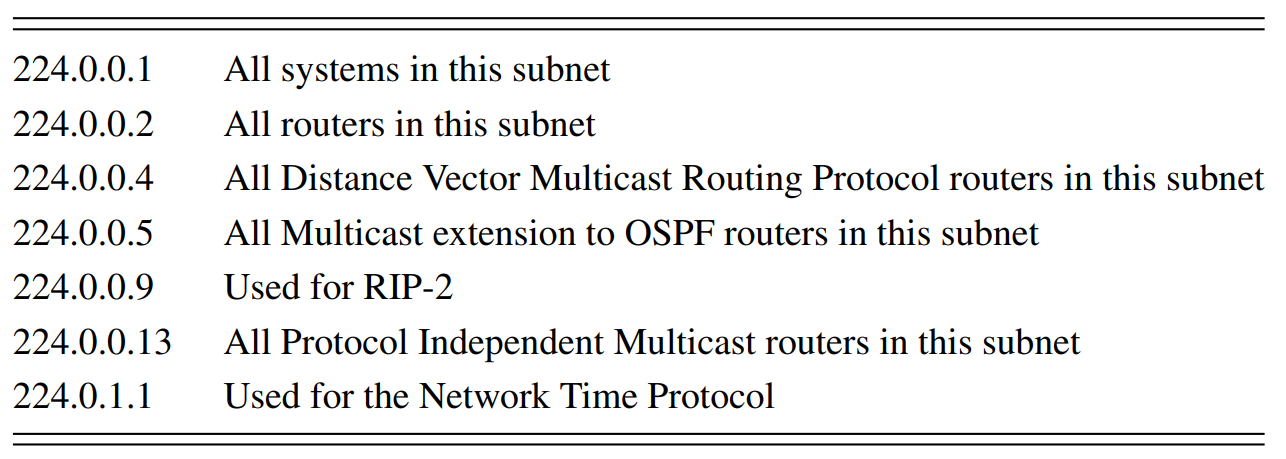 224.0.0.1 All systems in this subnet
224.0.0.2 All routers in this subnet
224.0.0.4 All Distance Vector Multicast Routing Protocol routers in this subnet
224.0.0.5 All Multicast extension to OSPF routers in this subnet
224.0.0.9 Used for RIP-2
224.0.0.13 All Protocol Independent Multicast routers in this subnet
224.0.1.1 Used for the Network Time Protocol